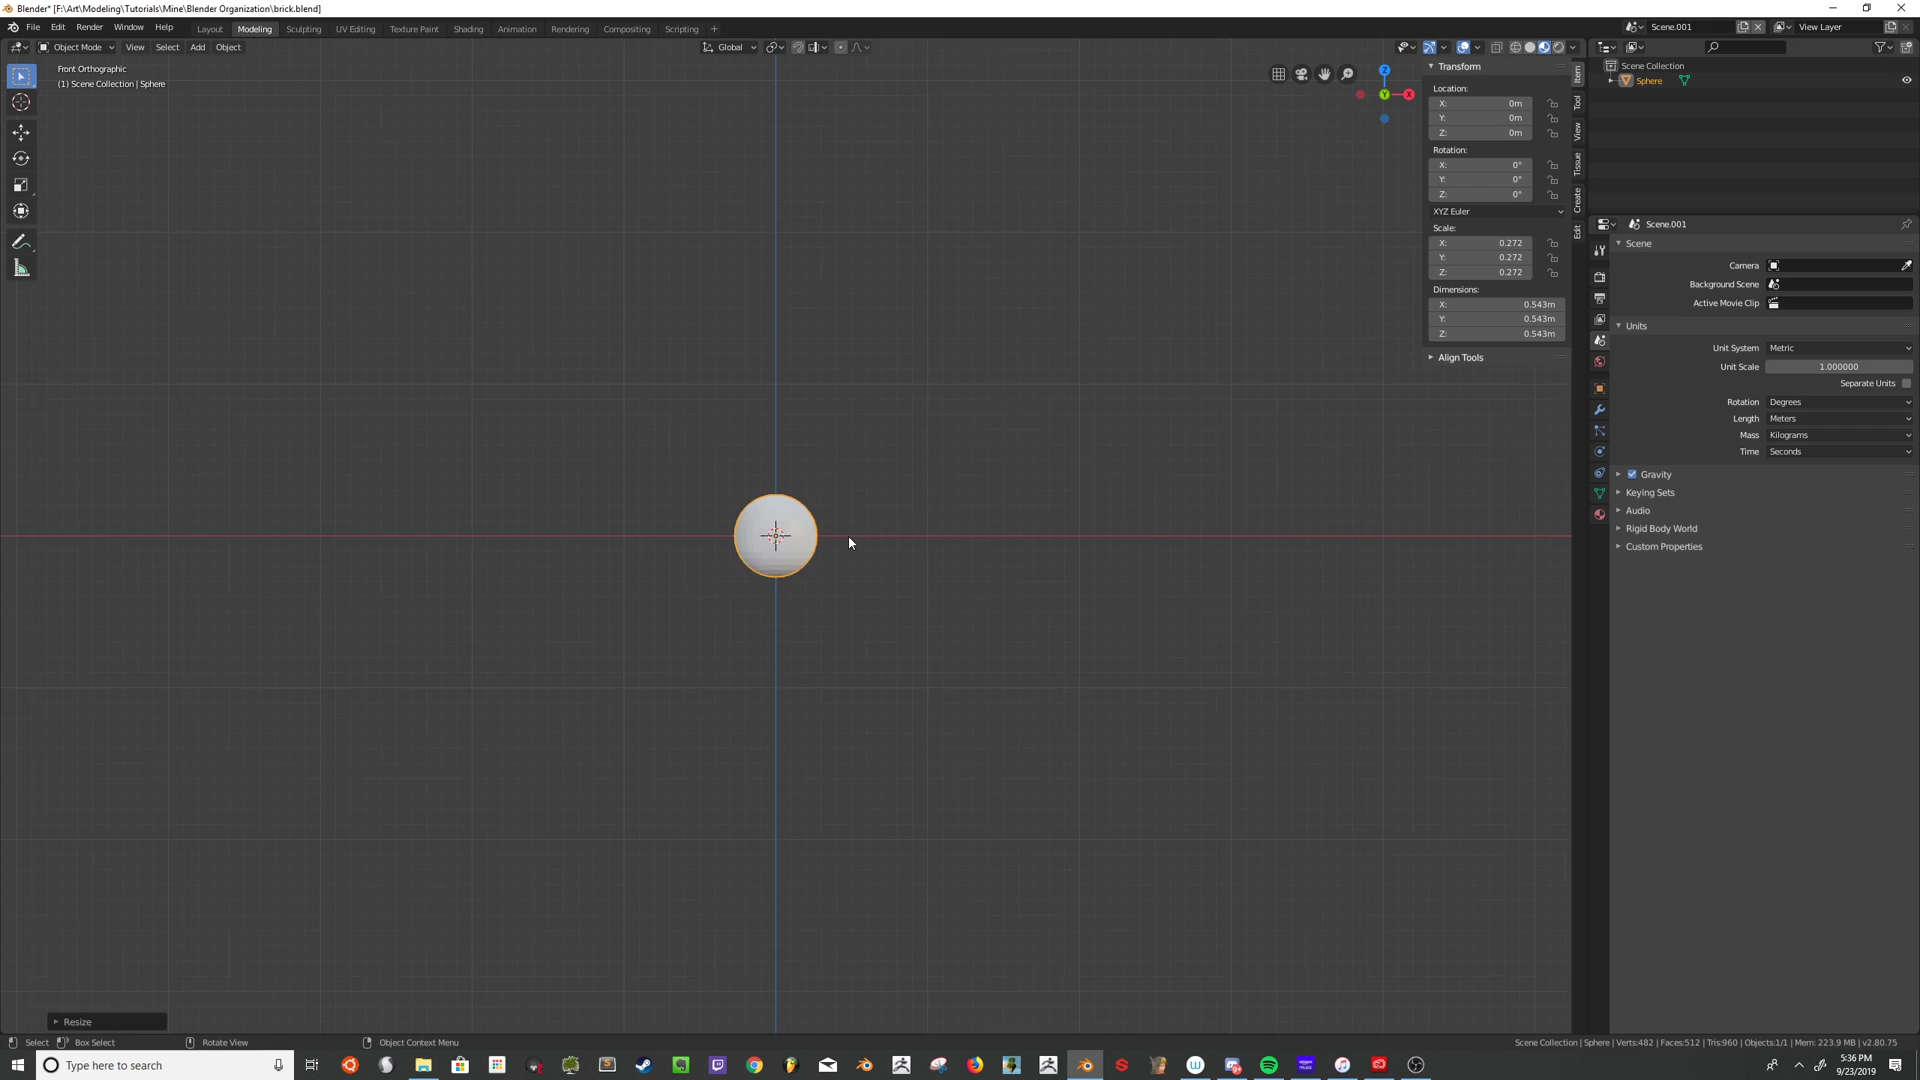 Blender* [F:\Art\Modeling\Tutorials\Mine\Blender Organization\brick.blend]
File Edit Render Window Help Layout Modeling Sculpting UV Editing Texture Paint Shading Animation Rendering Compositing Scripting + Scene.001 View Layer
Object Mode View Select Add Object Global
Front Orthographic
(1) Scene Collection | Sphere
Z
Y
X
Transform
Location:
X: 0m
Y: 0m
Z: 0m
Rotation:
X: 0°
Y: 0°
Z: 0°
XYZ Euler
Scale:
X: 0.272
Y: 0.272
Z: 0.272
Dimensions:
X: 0.543m
Y: 0.543m
Z: 0.543m
Align Tools
Item
Tool
View
Tissue
Create
Edit
Scene Collection
Sphere
Scene.001
Scene
Camera
Background Scene
Active Movie Clip
Units
Unit System Metric
Unit Scale 1.000000
Separate Units
Rotation Degrees
Length Meters
Mass Kilograms
Time Seconds
Gravity
Keying Sets
Audio
Rigid Body World
Custom Properties
Resize
Select Box Select Rotate View Object Context Menu Scene Collection | Sphere | Verts:482 | Faces:512 | Tris:960 | Objects:1/1 | Mem: 223.9 MB | v2.80.75
Type here to search
5:36 PM
9/23/2019